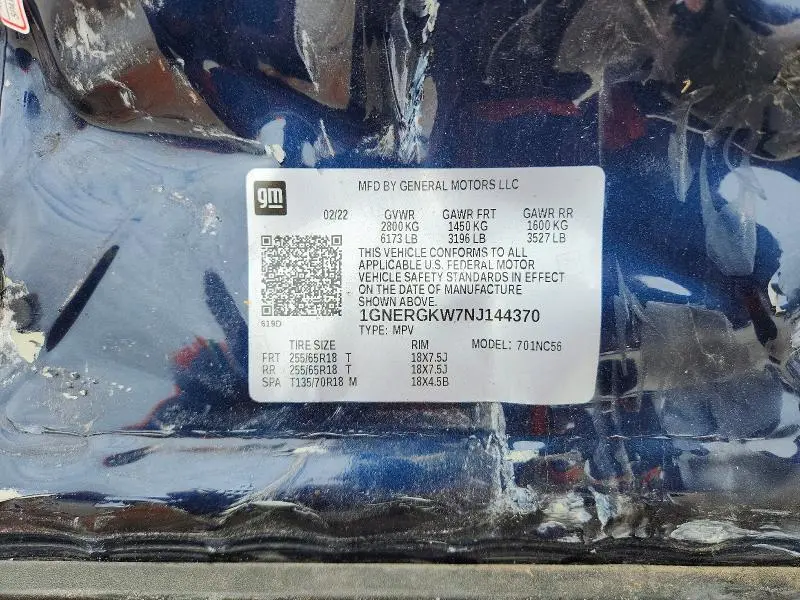 gm
MFD BY GENERAL MOTORS LLC
02/22 GVWR GAWR FRT GAWR RR
2800 KG 1450 KG 1600 KG
6173 LB 3196 LB 3527 LB
THIS VEHICLE CONFORMS TO ALL
APPLICABLE U.S. FEDERAL MOTOR
VEHICLE SAFETY STANDARDS IN EFFECT
ON THE DATE OF MANUFACTURE
SHOWN ABOVE.
1GNERGKW7NJ144370
619D
TYPE: MPV
TIRE SIZE RIM MODEL: 701NC56
FRT 255/65R18 T 18X7.5J
RR 255/65R18 T 18X7.5J
SPA T135/70R18 M 18X4.5B